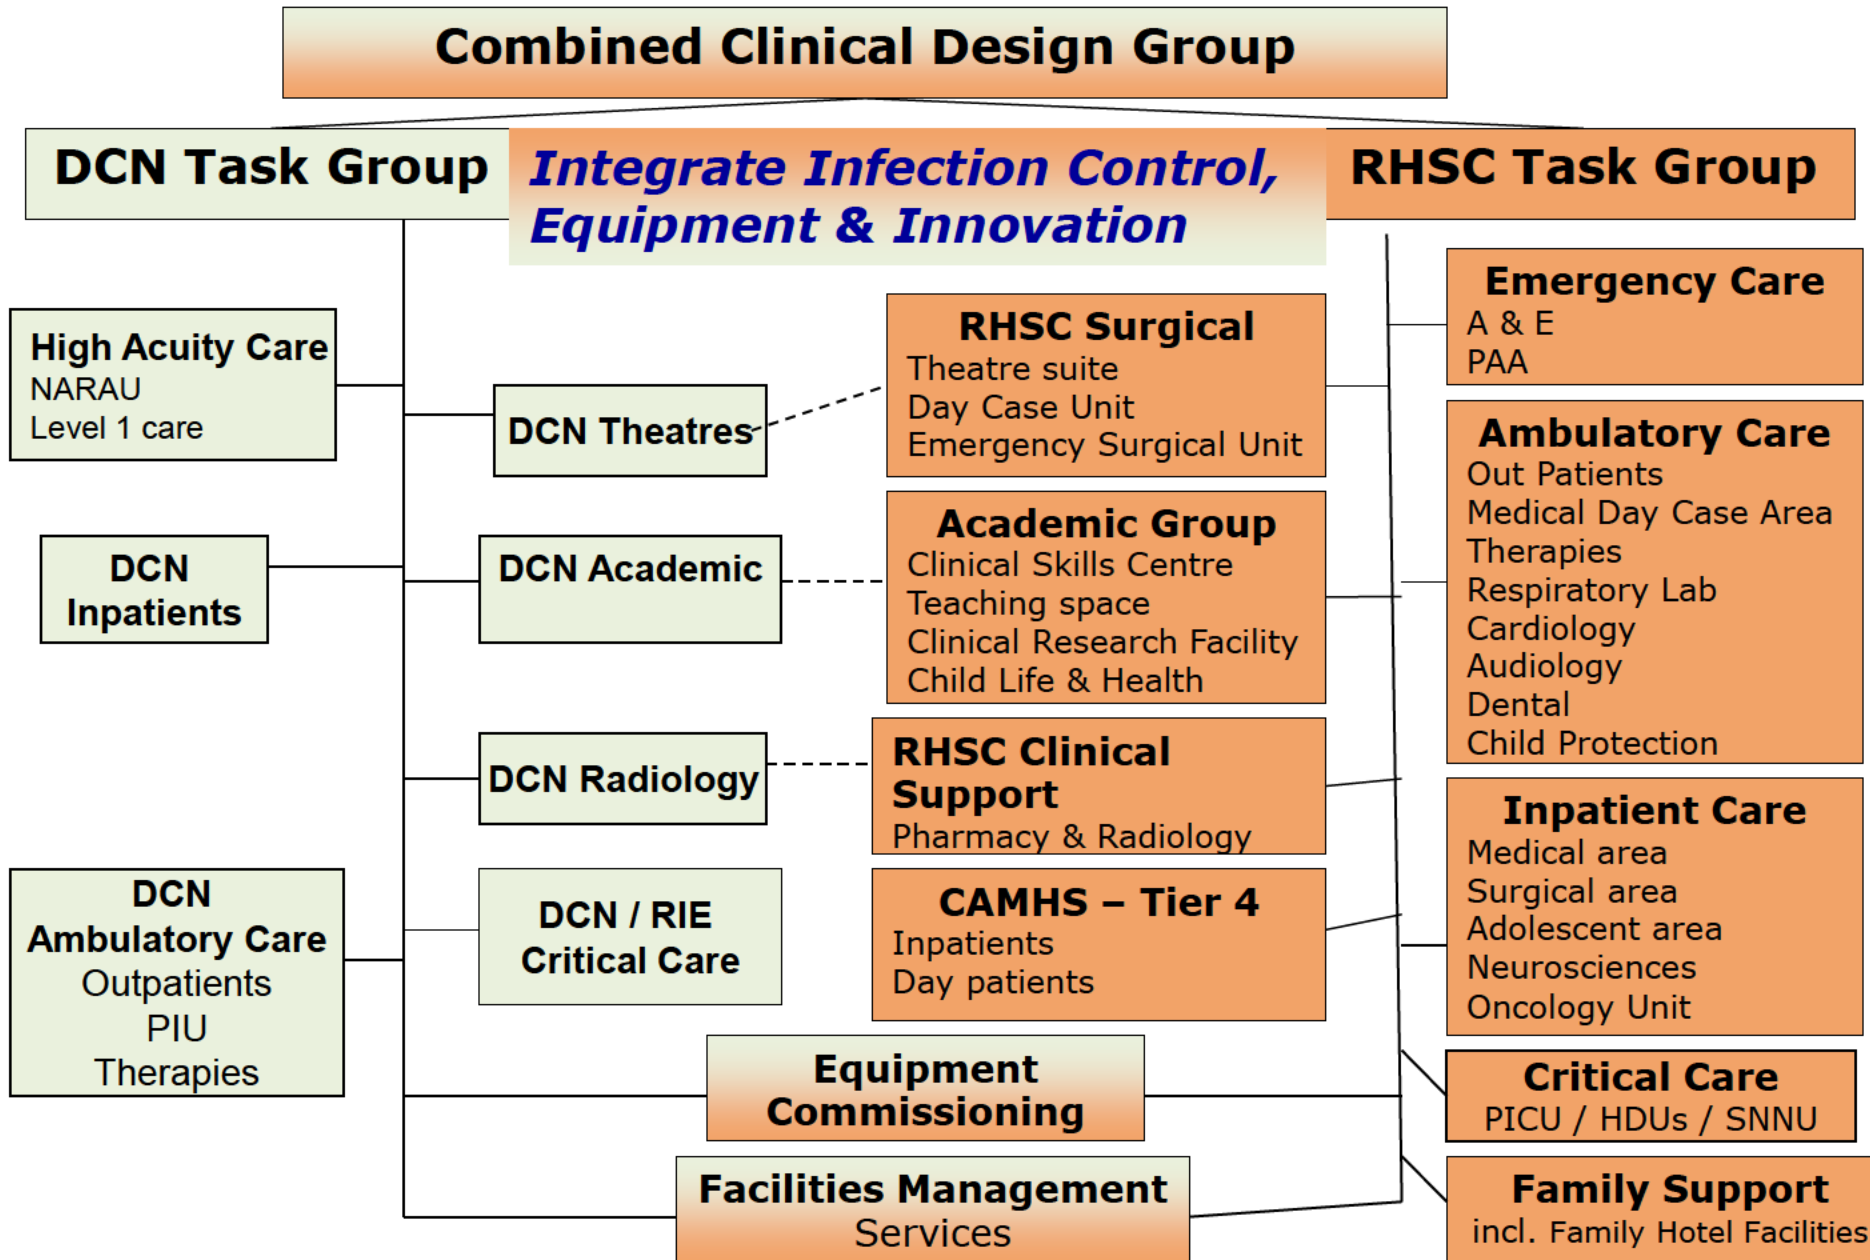 Combined Clinical Design Group
DCN Task Group
Integrate Infection Control,
Equipment & Innovation
RHSC Task Group
High Acuity Care
NARAU
Level 1 care
DCN
Inpatients
DCN
Ambulatory Care
Outpatients
PIU
Therapies
DCN Theatres
DCN Academic
DCN Radiology
DCN / RIE
Critical Care
RHSC Surgical
Theatre suite
Day Case Unit
Emergency Surgical Unit
Academic Group
Clinical Skills Centre
Teaching space
Clinical Research Facility
Child Life & Health
RHSC Clinical
Support
Pharmacy & Radiology
CAMHS – Tier 4
Inpatients
Day patients
Equipment
Commissioning
Facilities Management
Services
Emergency Care
A & E
PAA
Ambulatory Care
Out Patients
Medical Day Case Area
Therapies
Respiratory Lab
Cardiology
Audiology
Dental
Child Protection
Inpatient Care
Medical area
Surgical area
Adolescent area
Neurosciences
Oncology Unit
Critical Care
PICU / HDUs / SNNU
Family Support
incl. Family Hotel Facilities